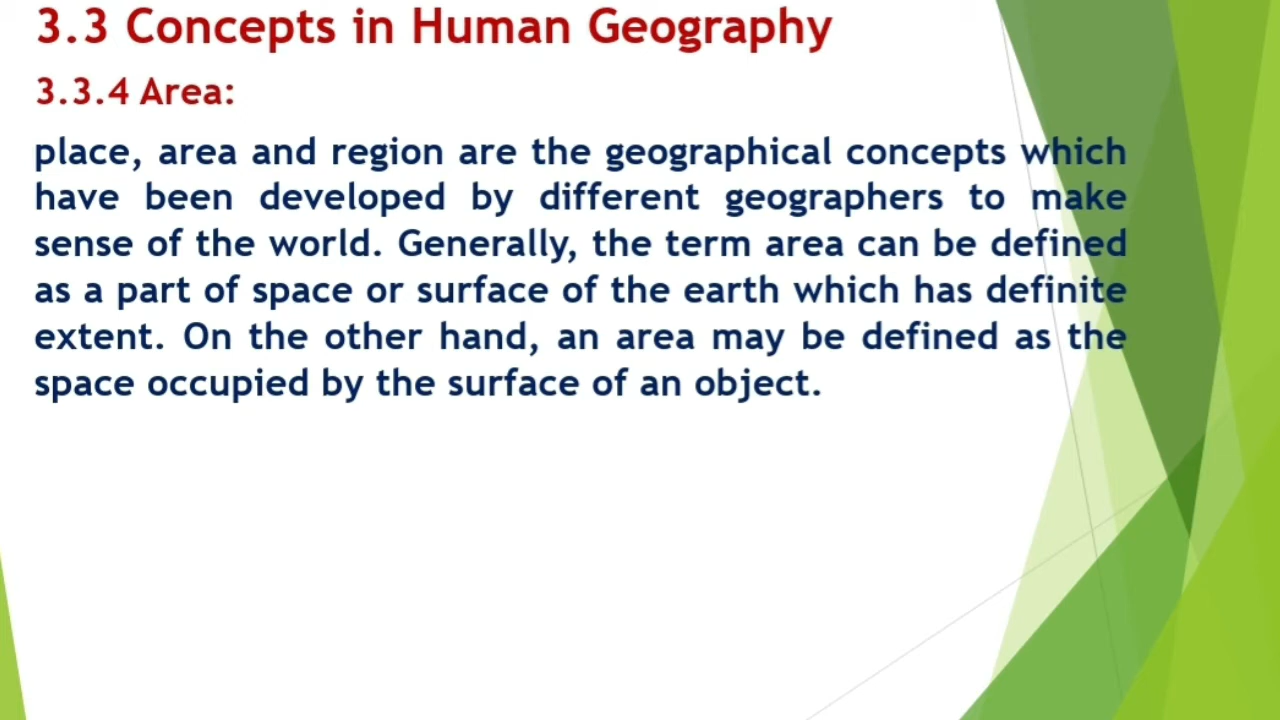 3.3 Concepts in Human Geography
3.3.4 Area:
place, area and region are the geographical concepts which
have been developed by different geographers to make
sense of the world. Generally, the term area can be defined
as a part of space or surface of the earth which has definite
extent. On the other hand, an area may be defined as the
space occupied by the surface of an object.